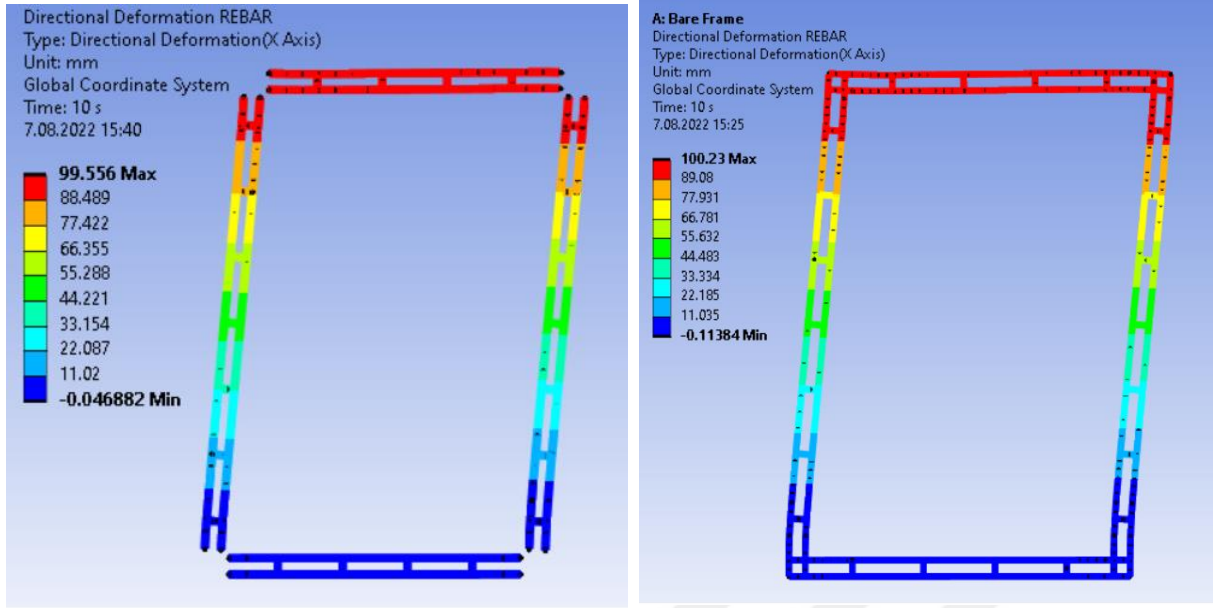 Directional Deformation REBAR
Type: Directional Deformation(X Axis)
Unit: mm
Global Coordinate System
Time: 10 s
7.08.2022 15:40
99.556 Max
88.489
77.422
66.355
55.288
44.221
33.154
22.087
11.02
-0.046882 Min
A: Bare Frame
Directional Deformation REBAR
Type: Directional Deformation(X Axis)
Unit: mm
Global Coordinate System
Time: 10 s
7.08.2022 15:25
100.23 Max
89.08
77.931
66.781
55.632
44.483
33.334
22.185
11.035
-0.11384 Min